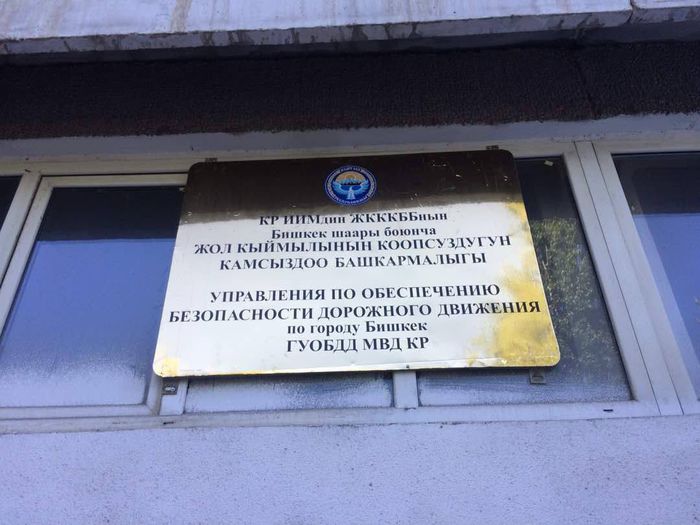 КР ИИМдин ЖКККББнын
Бишкек шаары боюнча
ЖОЛ КЫЙМЫЛЫНЫН КООПСУЗДУГУН
КАМСЫЗДОО БАШКАРМАЛЫГЫ
УПРАВЛЕНИЯ ПО ОБЕСПЕЧЕНИЮ
БЕЗОПАСНОСТИ ДОРОЖНОГО ДВИЖЕНИЯ
по городу Бишкек
ГУОБДД МВД КР